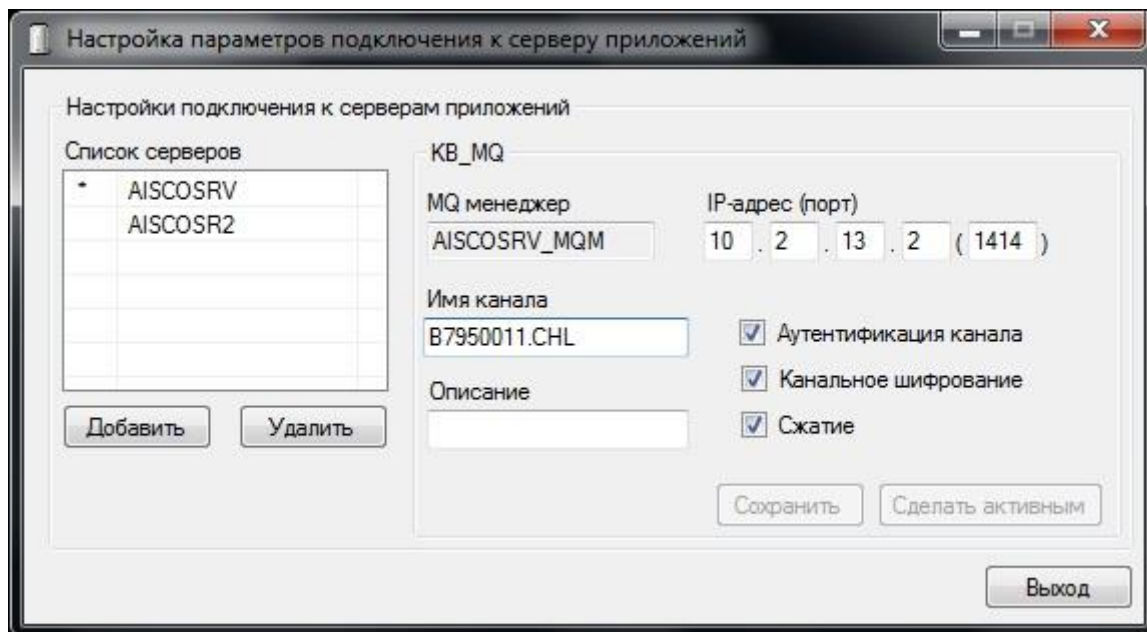 Настройка параметров подключения к серверу приложений
Настройки подключения к серверам приложений
Список серверов
* AISCOSRV
AISCOSR2
Добавить
Удалить
KB_MQ
MQ менеджер
AISCOSRV_MQM
IP-адрес (порт)
10 . 2 . 13 . 2 ( 1414 )
Имя канала
B7950011.CHL
Описание
Аутентификация канала
Канальное шифрование
Сжатие
Сохранить
Сделать активным
Выход